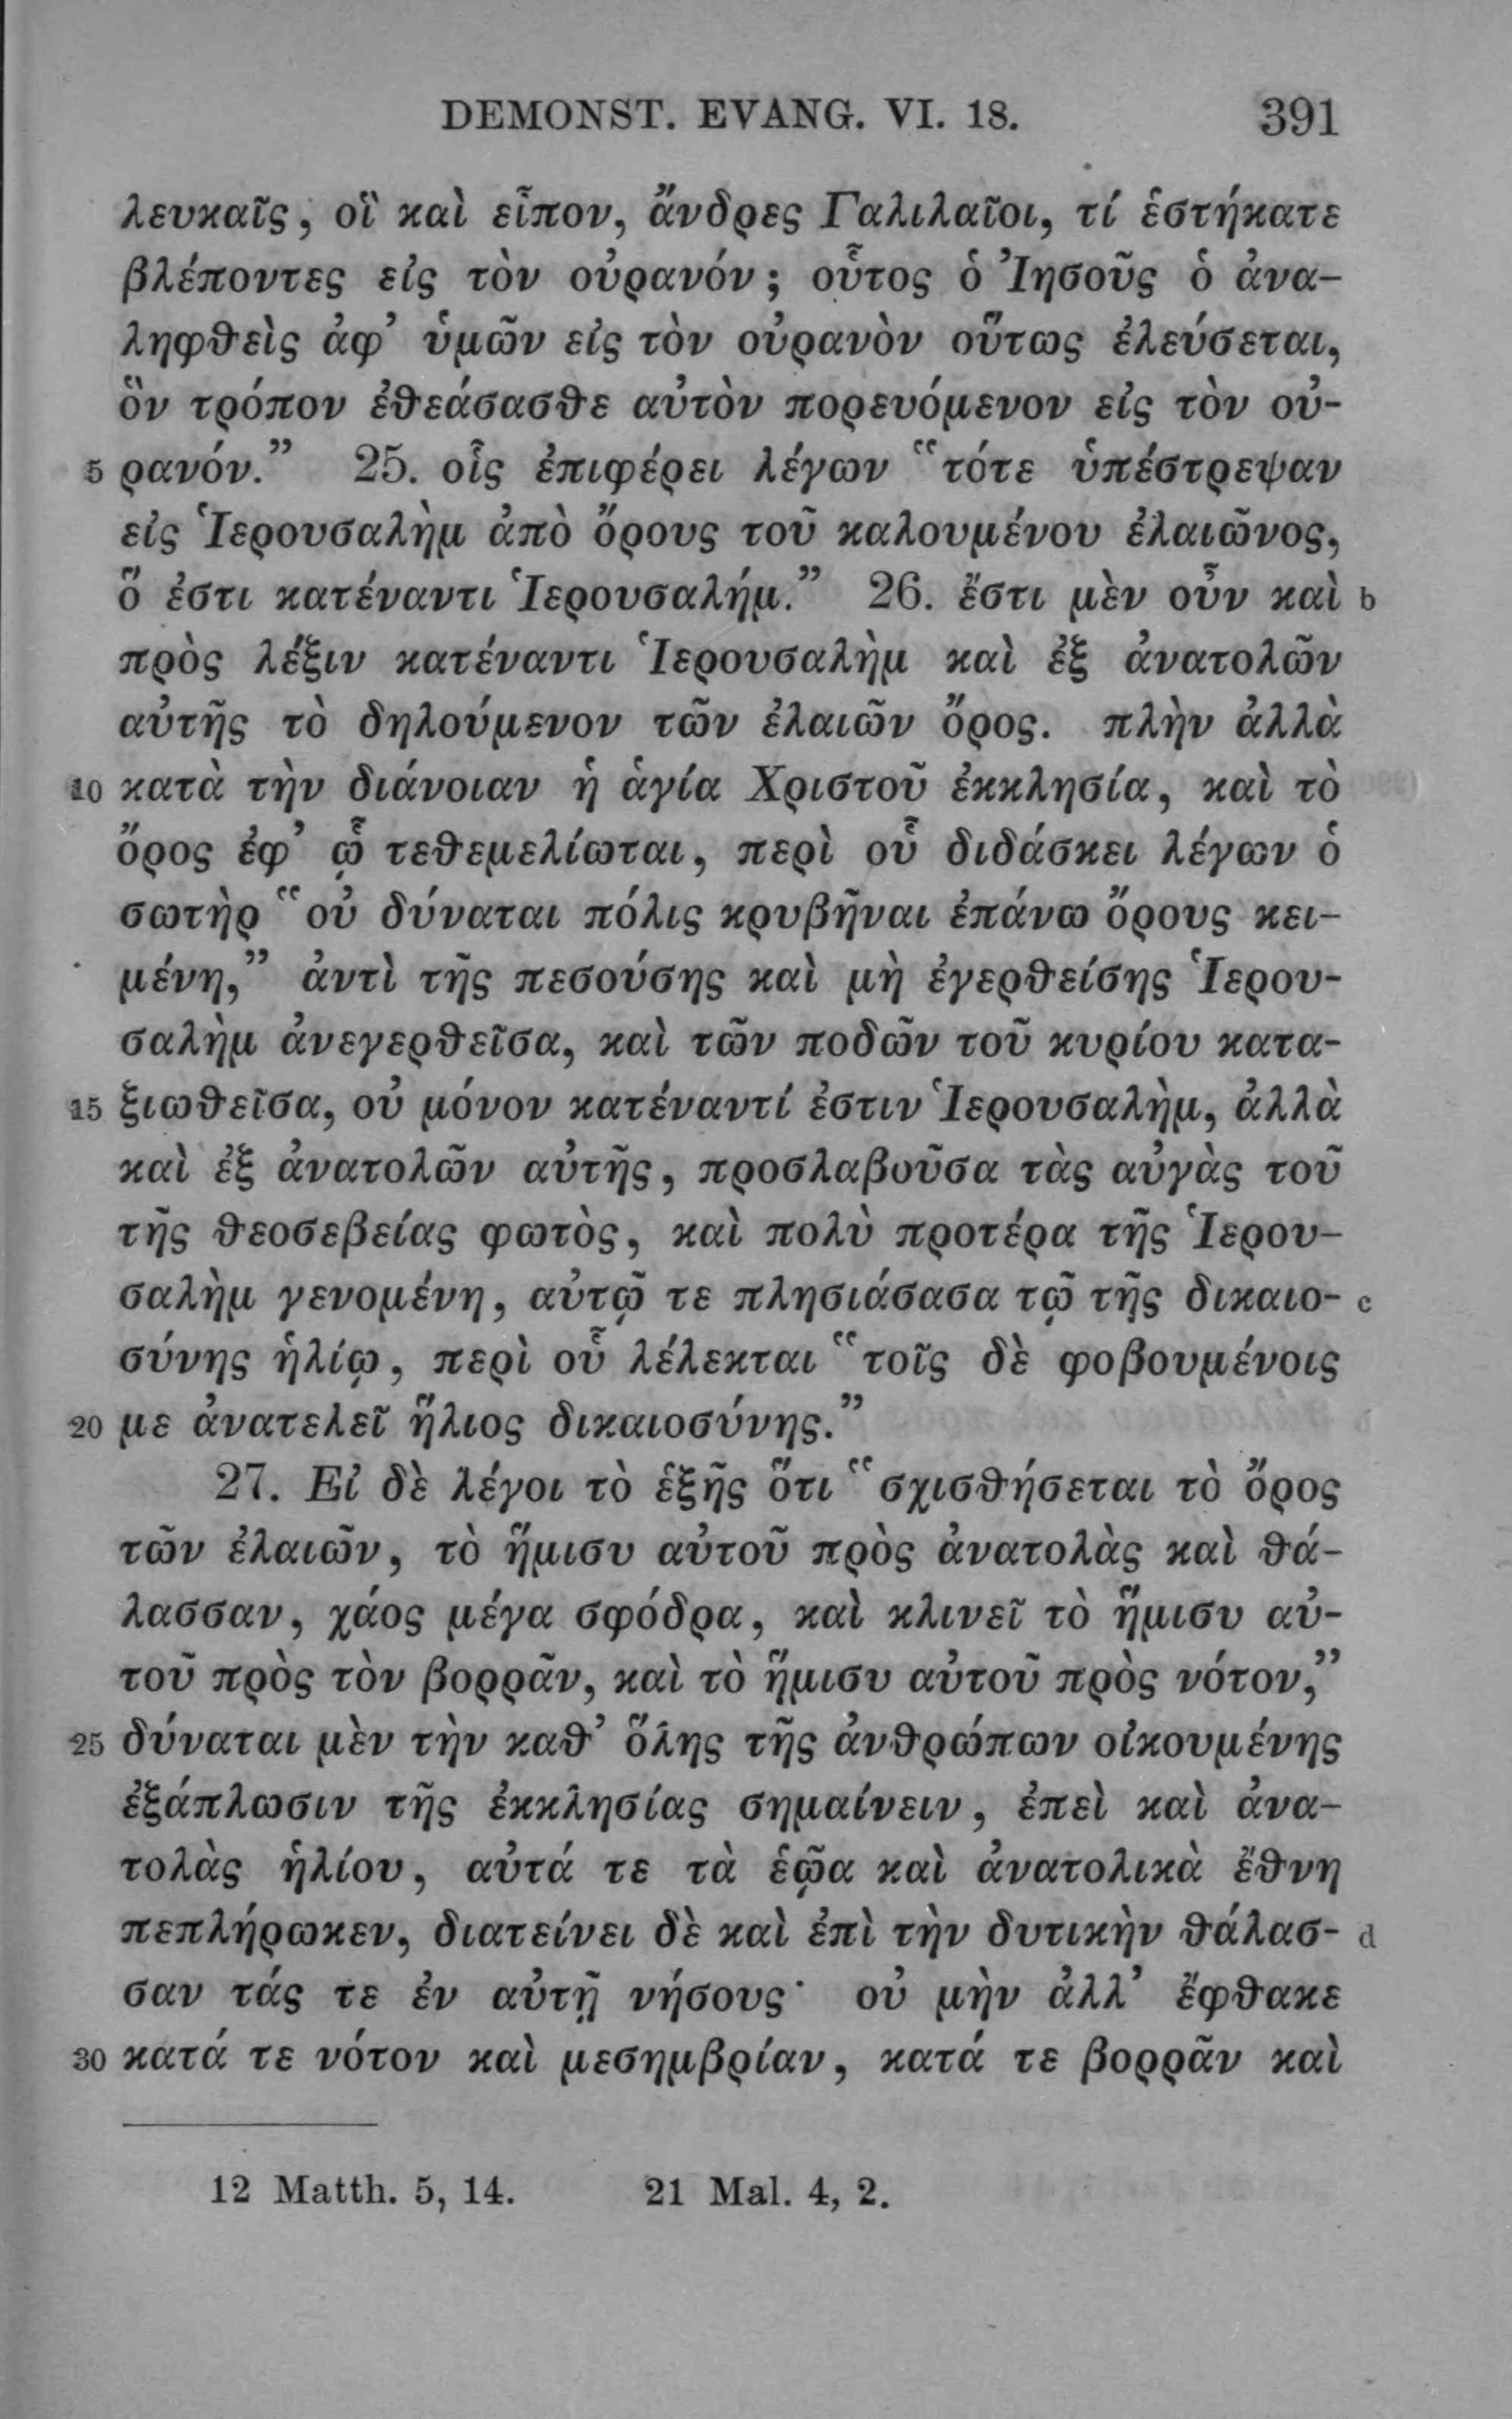 DEMONST. EVANG. VI. 18. 391
λευκαῖς, οἳ καὶ εἶπον, ἄνδρες Γαλιλαῖοι, τί ἑστήκατε
βλέποντες εἰς τὸν οὐρανόν; οὗτος ὁ Ἰησοῦς ὁ ἀνα-
ληφθεὶς ἀφ’ ὑμῶν εἰς τὸν οὐρανὸν οὕτως ἐλεύσεται,
ὃν τρόπον ἐθεάσασθε αὐτὸν πορευόμενον εἰς τὸν οὐ-
5 ρανόν.” 25. οἷς ἐπιφέρει λέγων “τότε ὑπέστρεψαν
εἰς Ἱερουσαλὴμ ἀπὸ ὄρους τοῦ καλουμένου ἐλαιῶνος,
ὅ ἐστι κατέναντι Ἱερουσαλήμ.” 26. ἔστι μὲν οὖν καὶ b
πρὸς λέξιν κατέναντι Ἱερουσαλὴμ καὶ ἐξ ἀνατολῶν
αὐτῆς τὸ δηλούμενον τῶν ἐλαιῶν ὄρος. πλὴν ἀλλὰ
10 κατὰ τὴν διάνοιαν ἡ ἁγία Χριστοῦ ἐκκλησία, καὶ τὸ
ὄρος ἐφ’ ᾧ τεθεμελίωται, περὶ οὗ διδάσκει λέγων ὁ
σωτὴρ “οὐ δύναται πόλις κρυβῆναι ἐπάνω ὄρους κει-
μένη,” ἀντὶ τῆς πεσούσης καὶ μὴ ἐγερθείσης Ἱερου-
σαλὴμ ἀνεγερθεῖσα, καὶ τῶν ποδῶν τοῦ κυρίου κατα-
15 ξιωθεῖσα, οὐ μόνον κατέναντί ἐστιν Ἱερουσαλὴμ, ἀλλὰ
καὶ ἐξ ἀνατολῶν αὐτῆς, προσλαβοῦσα τὰς αὐγὰς τοῦ
τῆς θεοσεβείας φωτὸς, καὶ πολὺ προτέρα τῆς Ἱερου-
σαλὴμ γενομένη, αὐτῷ τε πλησιάσασα τῷ τῆς δικαιο- c
σύνης ἡλίῳ, περὶ οὗ λέλεκται “τοῖς δὲ φοβουμένοις
20 με ἀνατελεῖ ἥλιος δικαιοσύνης.”
27. Εἰ δὲ λέγοι τὸ ἑξῆς ὅτι “σχισθήσεται τὸ ὄρος
τῶν ἐλαιῶν, τὸ ἥμισυ αὐτοῦ πρὸς ἀνατολὰς καὶ θά-
λασσαν, χάος μέγα σφόδρα, καὶ κλινεῖ τὸ ἥμισυ αὐ-
τοῦ πρὸς τὸν βορρᾶν, καὶ τὸ ἥμισυ αὐτοῦ πρὸς νότον,”
25 δύναται μὲν τὴν καθ’ ὅλης τῆς ἀνθρώπων οἰκουμένης
ἐξάπλωσιν τῆς ἐκκλησίας σημαίνειν, ἐπεὶ καὶ ἀνα-
τολὰς ἡλίου, αὐτά τε τὰ ἑῷα καὶ ἀνατολικὰ ἔθνη
πεπλήρωκεν, διατείνει δὲ καὶ ἐπὶ τὴν δυτικὴν θάλασ- d
σαν τάς τε ἐν αὐτῇ νήσους· οὐ μὴν ἀλλ’ ἔφθακε
30 κατά τε νότον καὶ μεσημβρίαν, κατά τε βορρᾶν καὶ
12 Matth. 5, 14. 21 Mal. 4, 2.